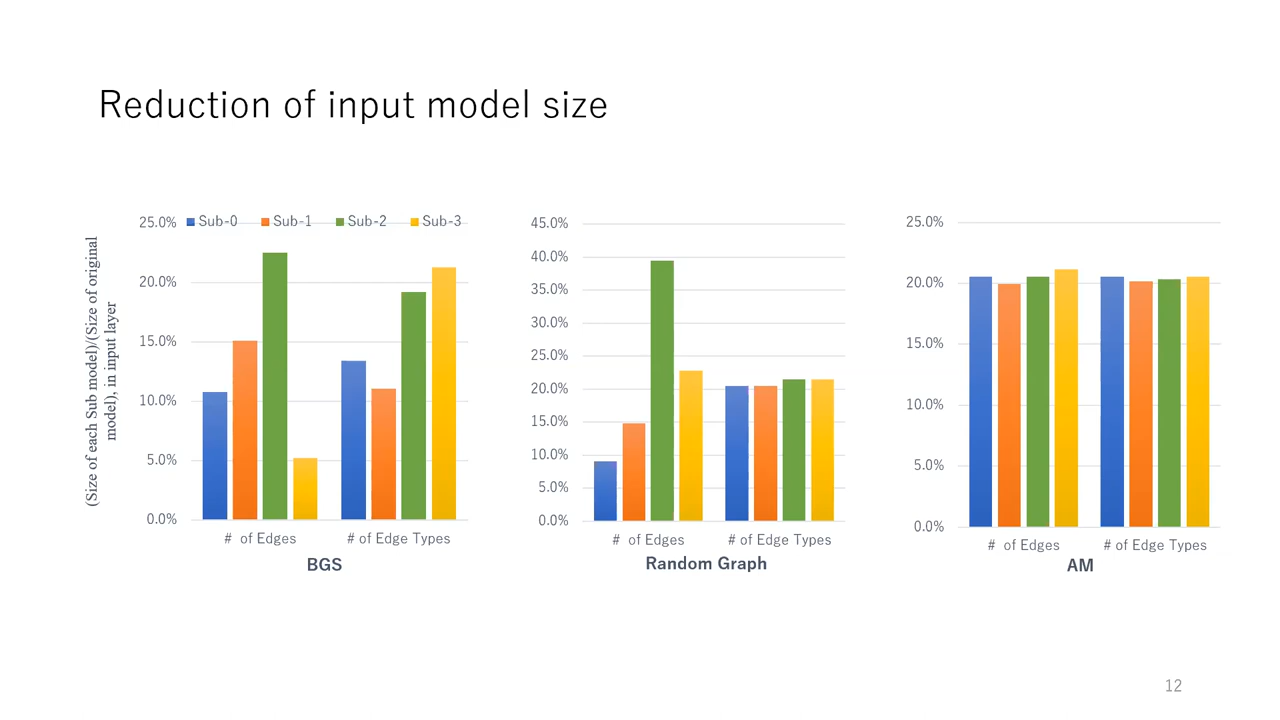 Reduction of input model size
(Size of each Sub model)/(Size of original
model), in input layer
Sub-0 Sub-1 Sub-2 Sub-3
25.0%
20.0%
15.0%
10.0%
5.0%
0.0%
# of Edges # of Edge Types
BGS
45.0%
40.0%
35.0%
30.0%
25.0%
20.0%
15.0%
10.0%
5.0%
0.0%
# of Edges # of Edge Types
Random Graph
25.0%
20.0%
15.0%
10.0%
5.0%
0.0%
# of Edges # of Edge Types
AM
12